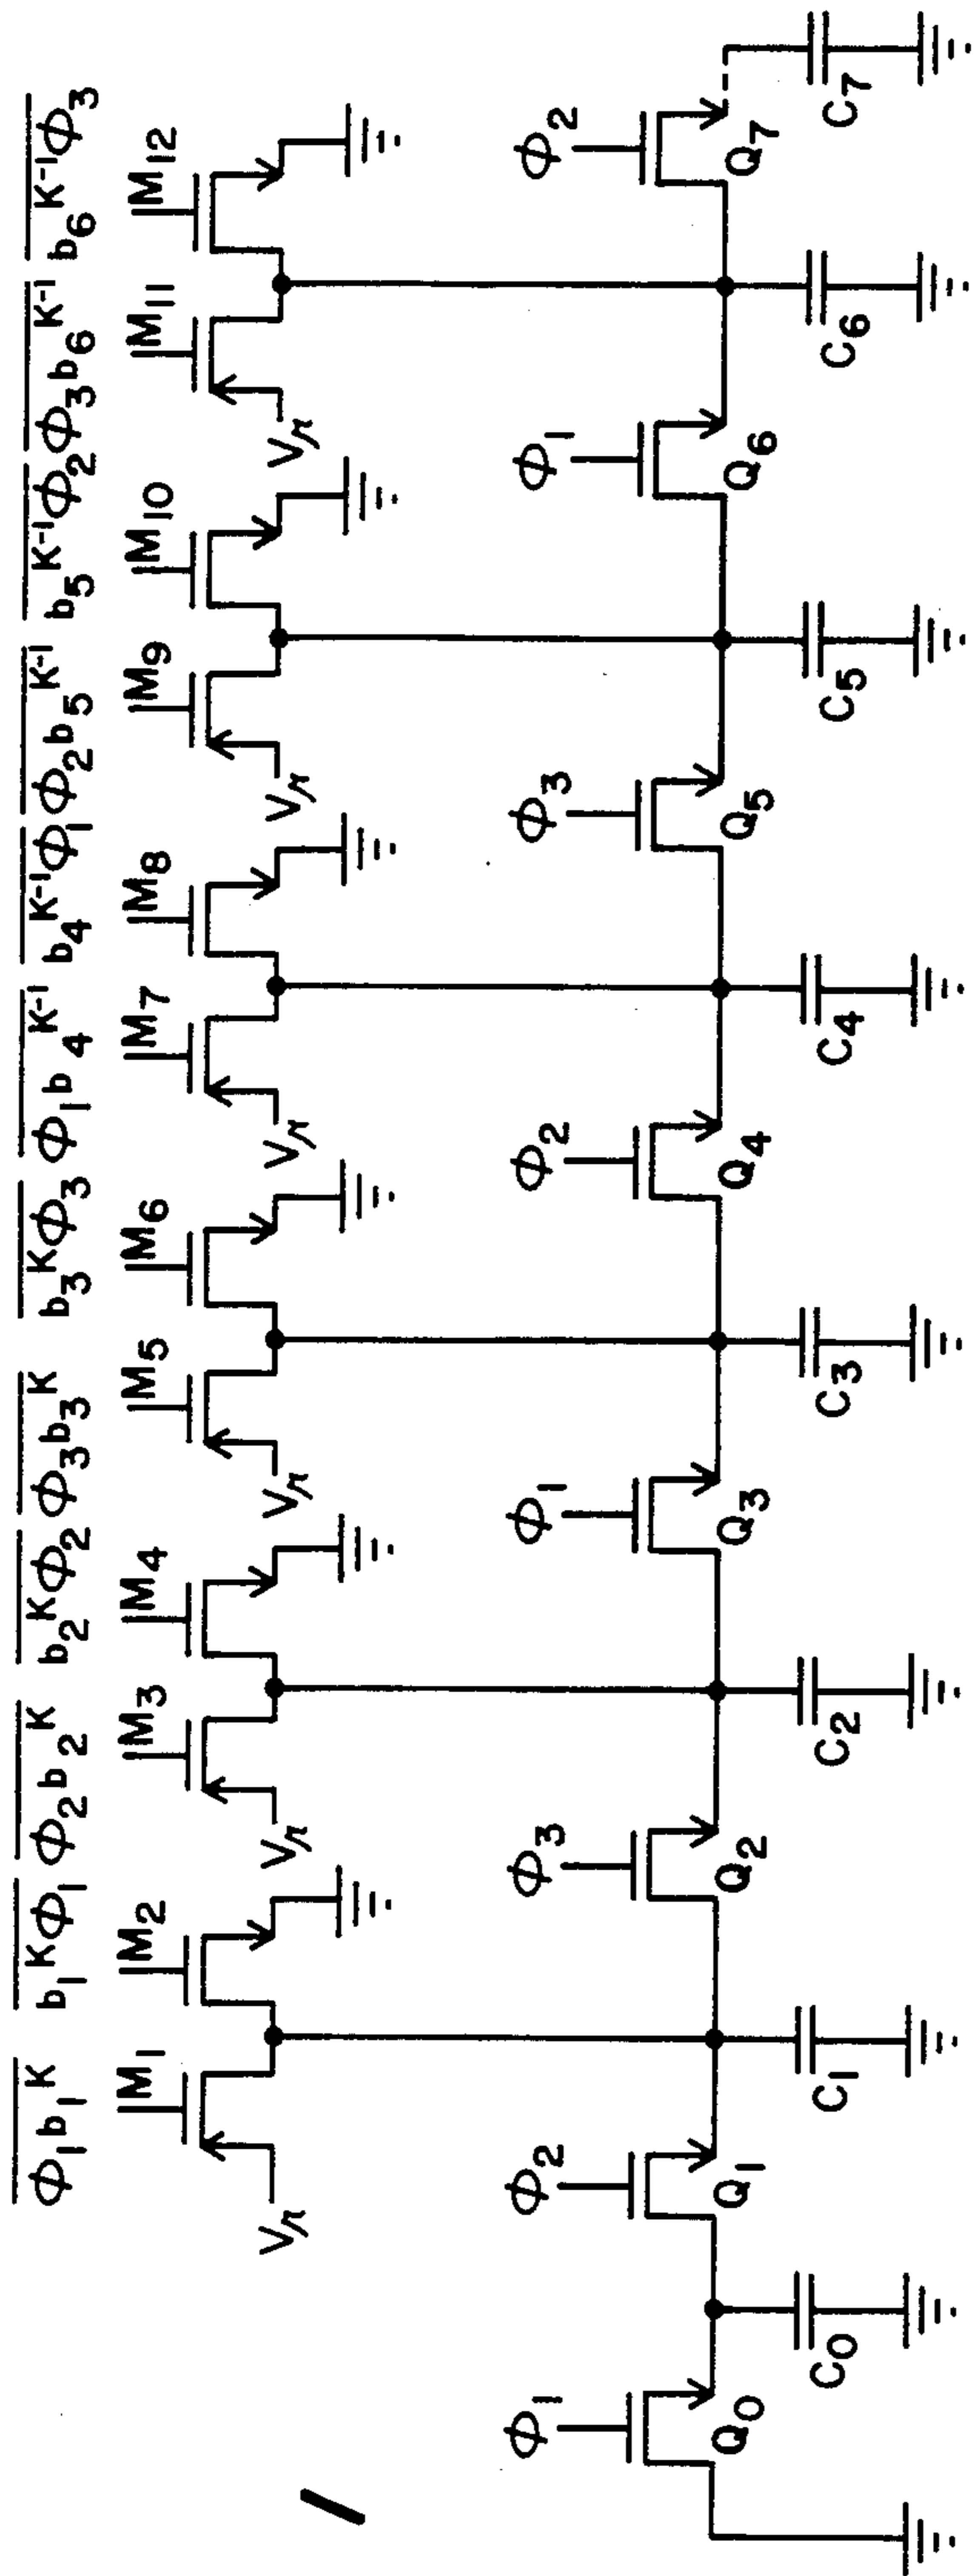 Φ₁b₁ᴷ b₁ᴷΦ₁ Φ₂b₂ᴷ b₂ᴷΦ₂ Φ₃b₃ᴷ b₃ᴷΦ₃ Φ₁b₄ᴷ⁻¹ b₄ᴷ⁻¹Φ₁ Φ₂b₅ᴷ⁻¹ b₅ᴷ⁻¹Φ₂ Φ₃b₆ᴷ⁻¹ b₆ᴷ⁻¹Φ₃
M₁ M₂ M₃ M₄ M₅ M₆ M₇ M₈ M₉ M₁₀ M₁₁ M₁₂
Vᵣ Vᵣ Vᵣ Vᵣ Vᵣ Vᵣ
Φ₁ Φ₂ Φ₃ Φ₁ Φ₂ Φ₃ Φ₁ Φ₂
Q₀ Q₁ Q₂ Q₃ Q₄ Q₅ Q₆ Q₇
C₀ C₁ C₂ C₃ C₄ C₅ C₆ C₇